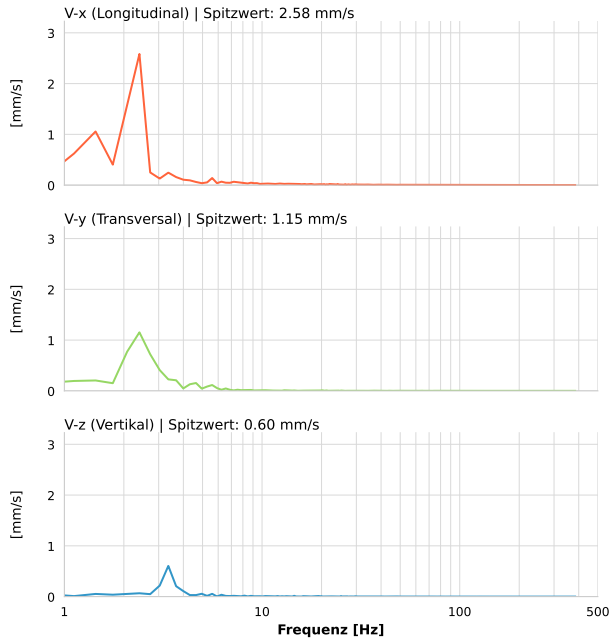 V-x (Longitudinal) | Spitzwert: 2.58 mm/s
3
2
1
0
[mm/s]
V-y (Transversal) | Spitzwert: 1.15 mm/s
3
2
1
0
[mm/s]
V-z (Vertikal) | Spitzwert: 0.60 mm/s
3
2
1
0
[mm/s]
1 10 100 500
Frequenz [Hz]